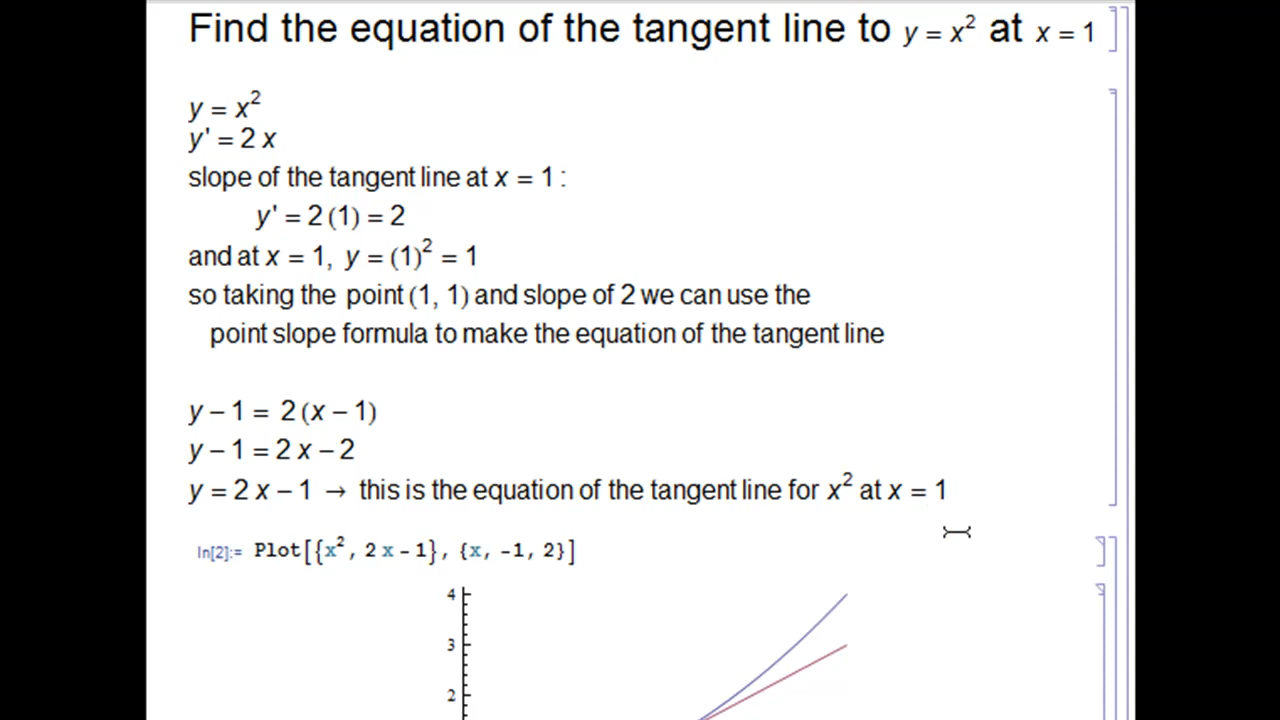 Find the equation of the tangent line to y = x² at x = 1
y = x²
y' = 2 x
slope of the tangent line at x = 1 :
y' = 2 (1) = 2
and at x = 1, y = (1)² = 1
so taking the point (1, 1) and slope of 2 we can use the
point slope formula to make the equation of the tangent line
y – 1 = 2 (x – 1)
y – 1 = 2 x – 2
y = 2 x – 1 → this is the equation of the tangent line for x² at x = 1
In[2]:= Plot[{x², 2 x - 1}, {x, -1, 2}]
4
3
2